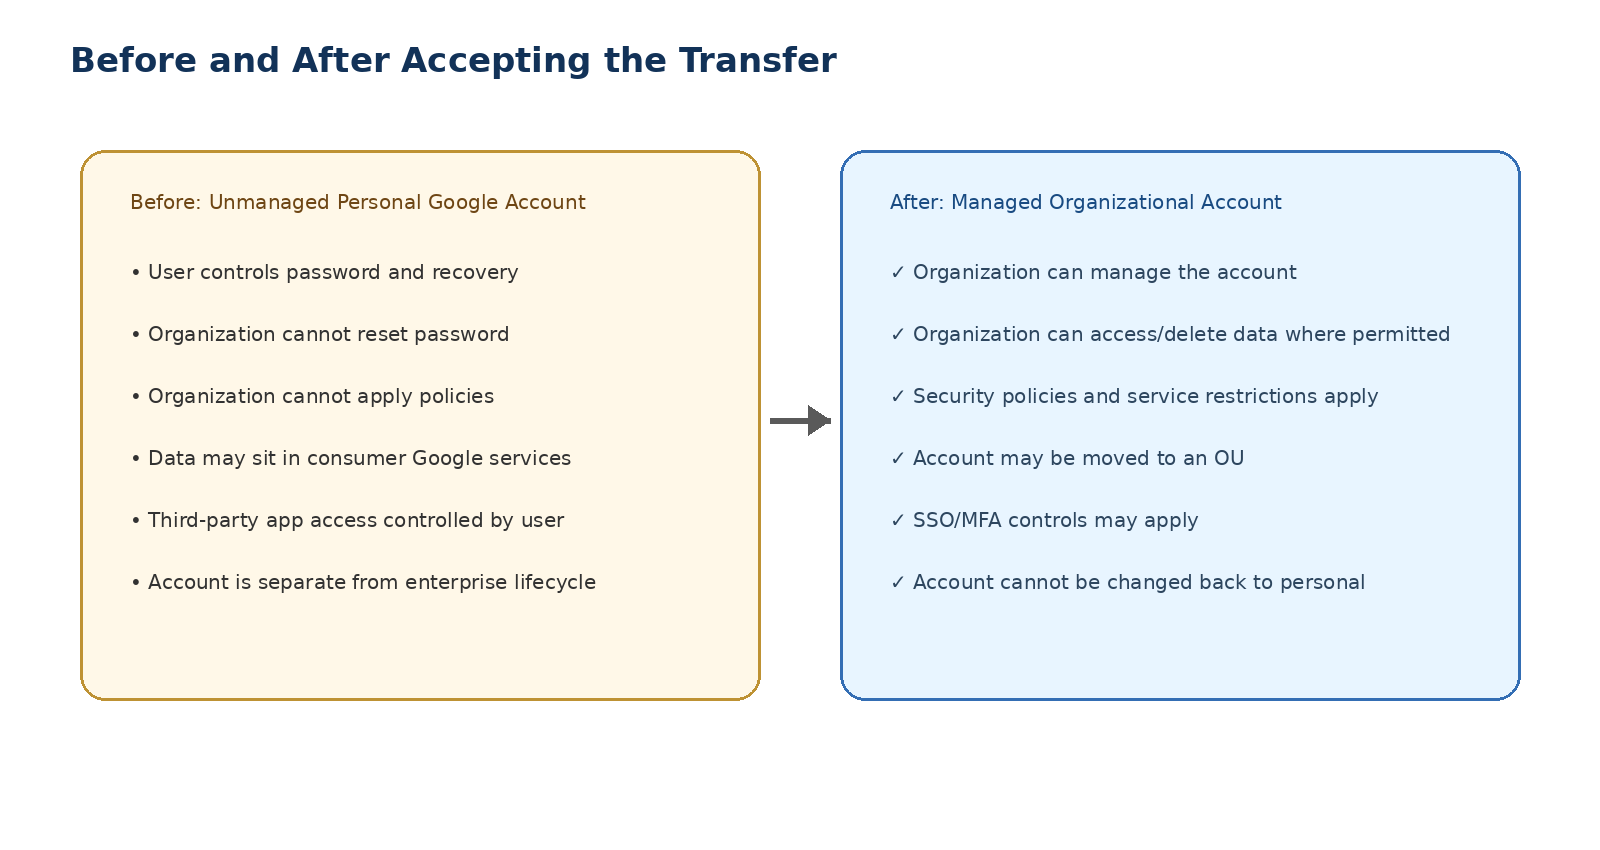 Before and After Accepting the Transfer
Before: Unmanaged Personal Google Account
• User controls password and recovery
• Organization cannot reset password
• Organization cannot apply policies
• Data may sit in consumer Google services
• Third-party app access controlled by user
• Account is separate from enterprise lifecycle
After: Managed Organizational Account
✓ Organization can manage the account
✓ Organization can access/delete data where permitted
✓ Security policies and service restrictions apply
✓ Account may be moved to an OU
✓ SSO/MFA controls may apply
✓ Account cannot be changed back to personal